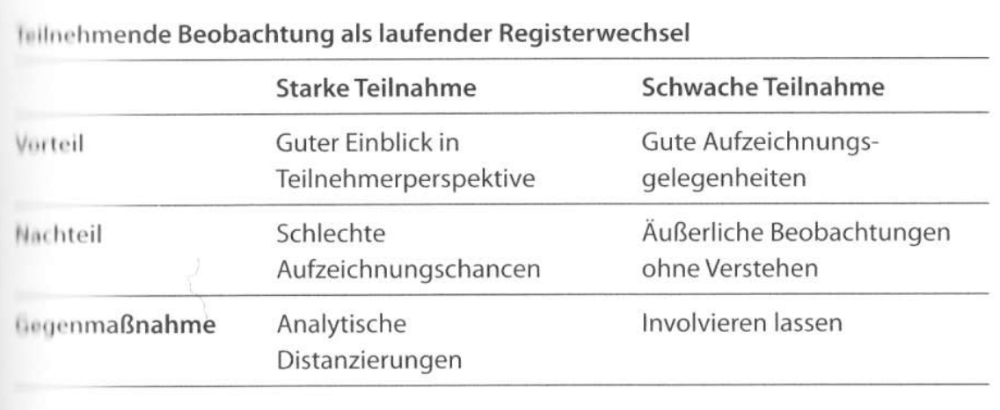 Teilnehmende Beobachtung als laufender Registerwechsel
Starke Teilnahme Schwache Teilnahme
Vorteil Guter Einblick in Gute Aufzeichnungs-
Teilnehmerperspektive gelegenheiten
Nachteil Schlechte Äußerliche Beobachtungen
Aufzeichnungschancen ohne Verstehen
Gegenmaßnahme Analytische Involvieren lassen
Distanzierungen